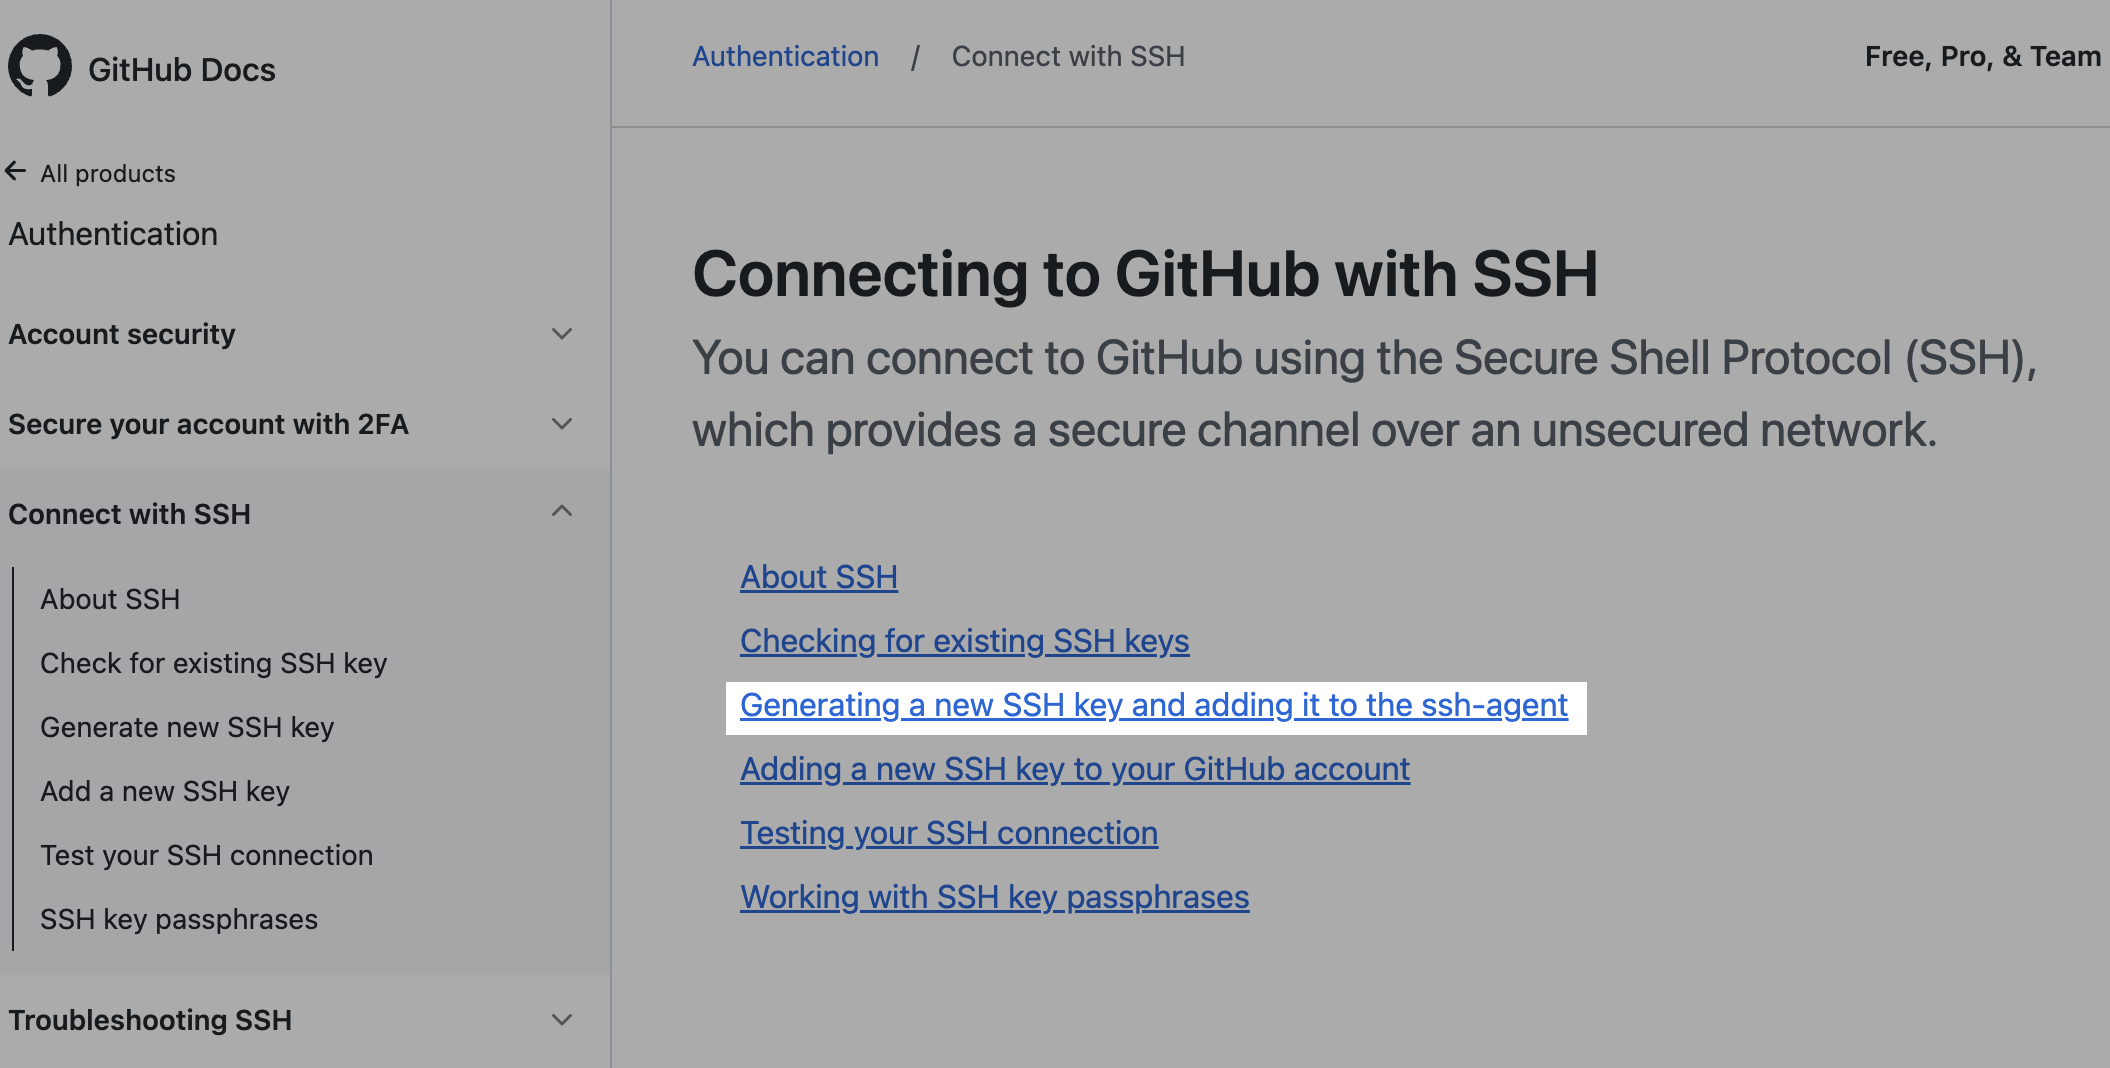 GitHub Docs
All products
Authentication
Account security
Secure your account with 2FA
Connect with SSH
About SSH
Check for existing SSH key
Generate new SSH key
Add a new SSH key
Test your SSH connection
SSH key passphrases
Troubleshooting SSH
Authentication / Connect with SSH
Free, Pro, & Team
Connecting to GitHub with SSH
You can connect to GitHub using the Secure Shell Protocol (SSH),
which provides a secure channel over an unsecured network.
About SSH
Checking for existing SSH keys
Generating a new SSH key and adding it to the ssh-agent
Adding a new SSH key to your GitHub account
Testing your SSH connection
Working with SSH key passphrases